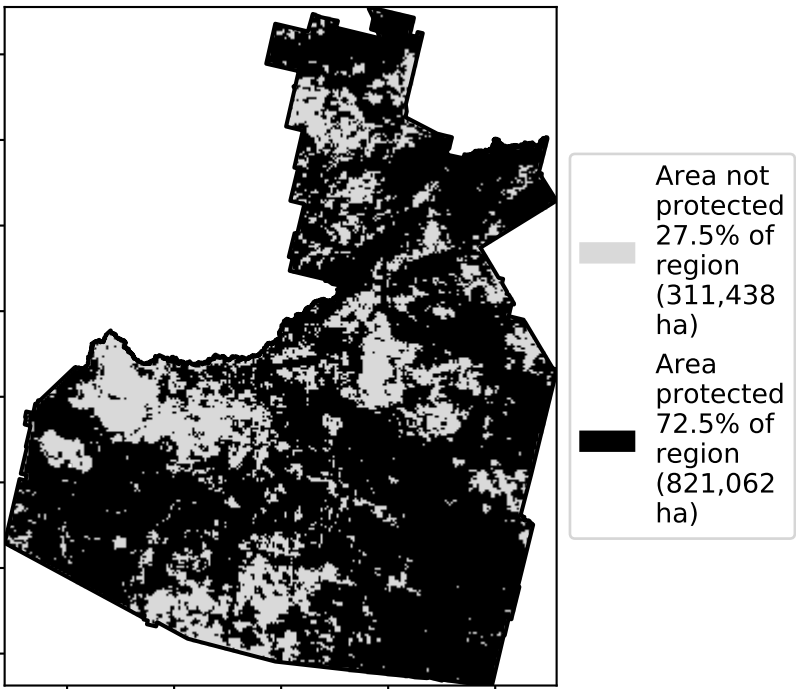 Area not
protected
27.5% of
region
(311,438
ha)
Area
protected
72.5% of
region
(821,062
ha)